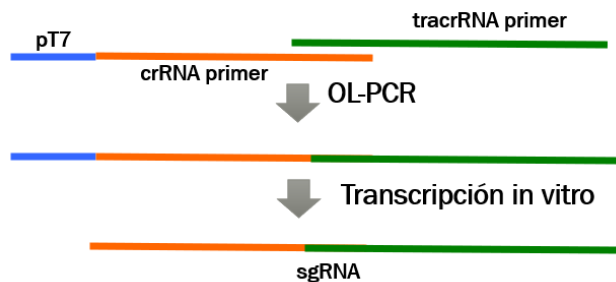 tracrRNA primer
pT7
crRNA primer
OL-PCR
Transcripción in vitro
sgRNA